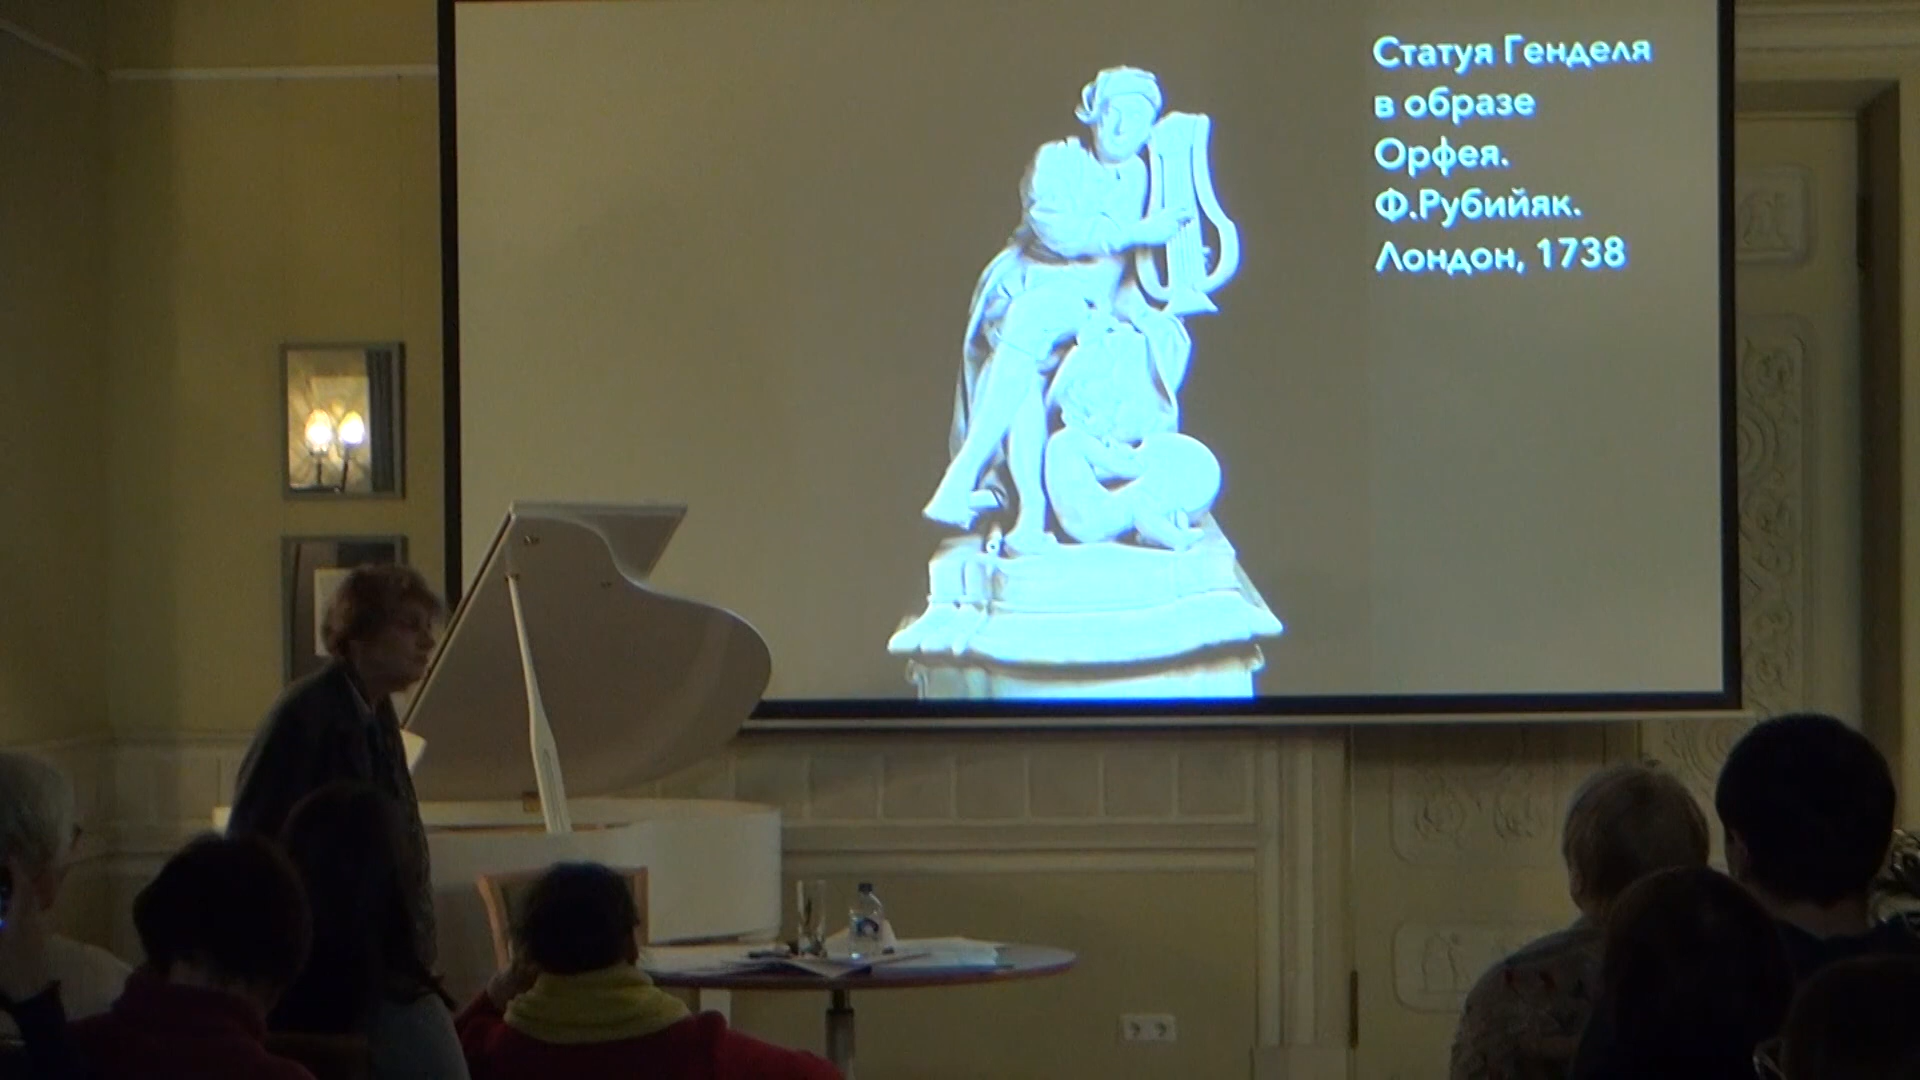 Статуя Генделя
в образе
Орфея.
Ф.Рубийяк.
Лондон, 1738